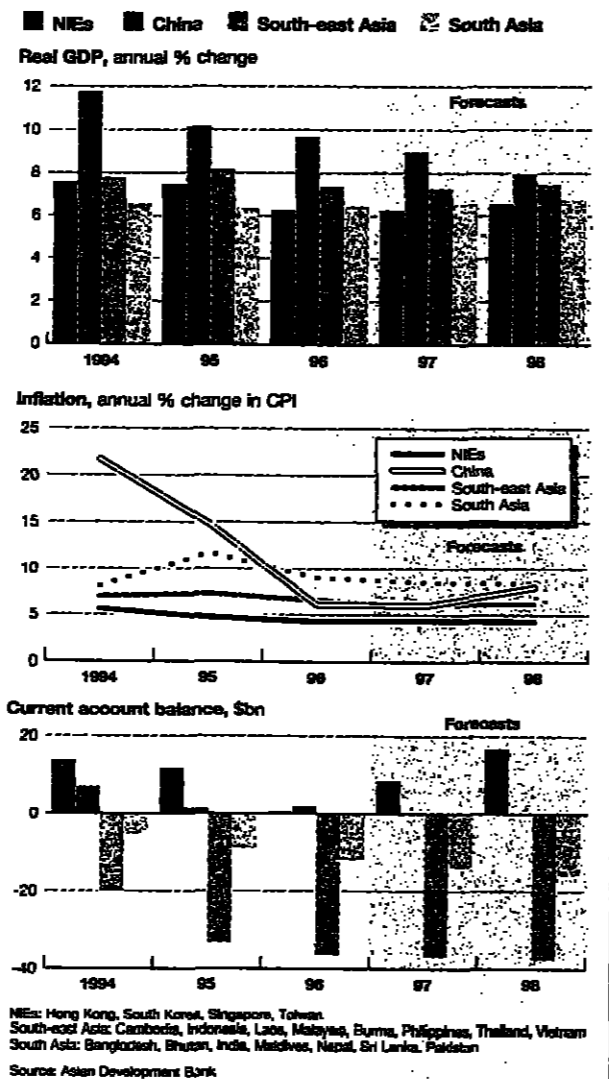 NIEs China South-east Asia South Asia
Real GDP, annual % change
Forecasts
12
10
8
6
4
2
0
1994 95 96 97 98
Inflation, annual % change in CPI
25
20
15
10
5
0
NIEs
China
South-east Asia
South Asia
Forecasts
1994 95 96 97 98
Current account balance, $bn
Forecasts
20
0
-20
-40
1994 95 96 97 98
NIEs: Hong Kong, South Korea, Singapore, Taiwan
South-east Asia: Cambodia, Indonesia, Laos, Malaysia, Burma, Philippines, Thailand, Vietnam
South Asia: Bangladesh, Bhutan, India, Maldives, Nepal, Sri Lanka, Pakistan
Source: Asian Development Bank